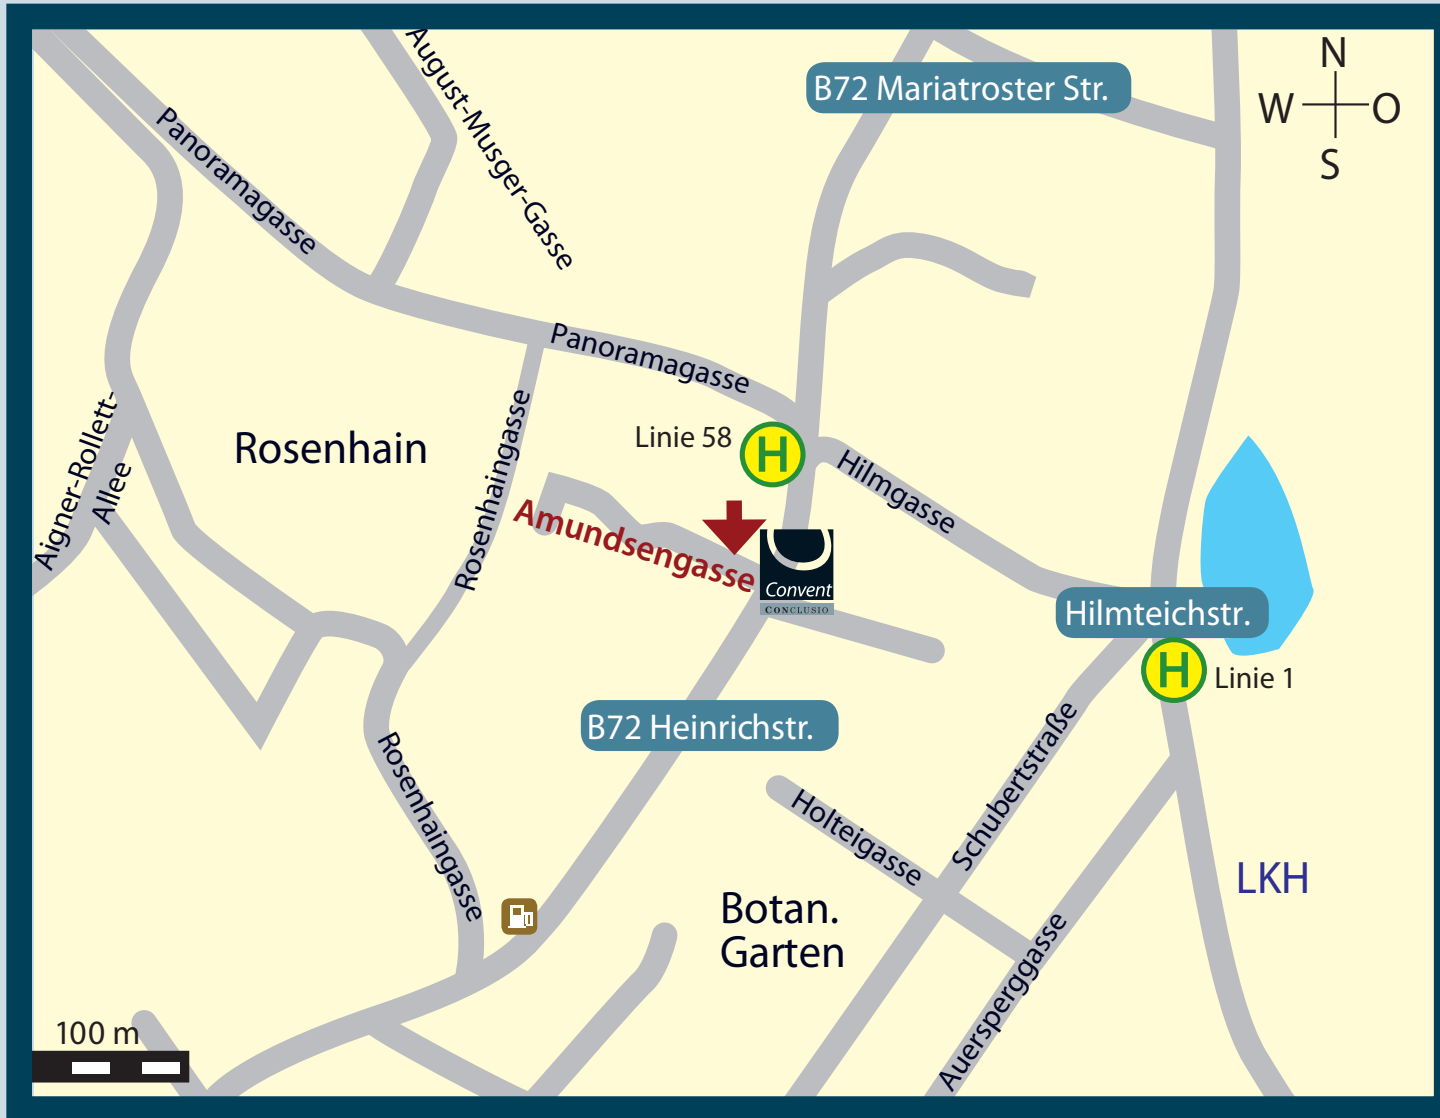 August-Musger-Gasse
N
B72 Mariatroster Str.
W
O
S
Panoramagasse
Panoramagasse
Aigner-Rollett-
Allee
Rosenhain
Rosenhaingasse
Linie 58
H
Hilmgasse
Amundsengasse
Convent
CONCLUSIO
Hilmteichstr.
H
Linie 1
B72 Heinrichstr.
Rosenhaingasse
Schubertstraße
Holteigasse
LKH
Botan.
Garten
Auersperggasse
100 m